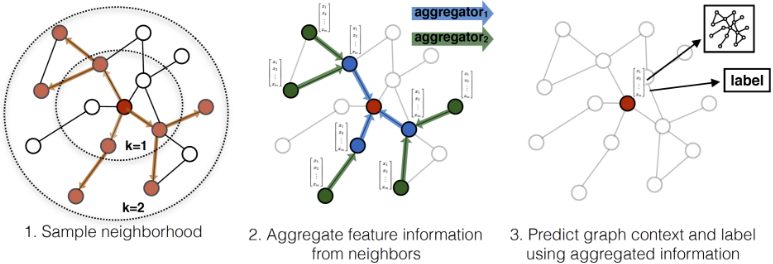 aggregator₁
aggregator₂
label
k=1
k=2
1. Sample neighborhood
2. Aggregate feature information
from neighbors
3. Predict graph context and label
using aggregated information